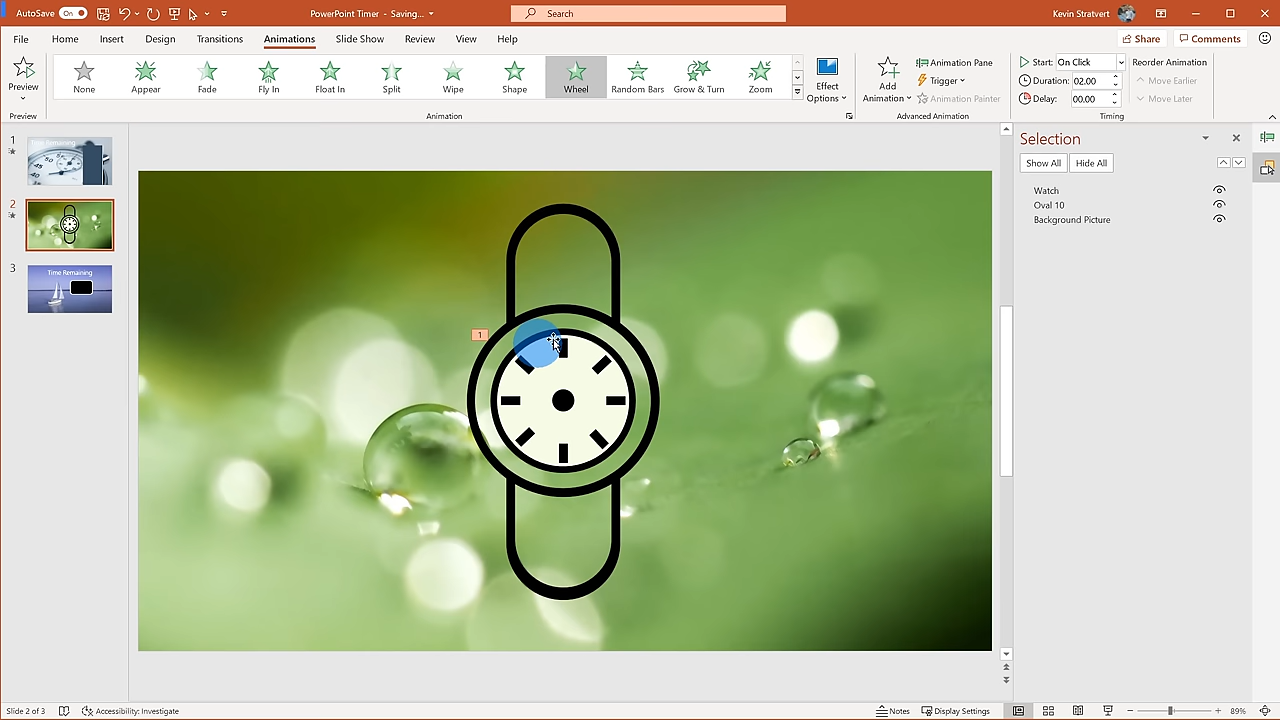 AutoSave On PowerPoint Timer - Saving... Search Kevin Stratvert
File Home Insert Design Transitions Animations Slide Show Review View Help Share Comments
Preview
None Appear Fade Fly In Float In Split Wipe Shape Wheel Random Bars Grow & Turn Zoom
Effect Options
Add Animation
Animation Pane
Trigger
Animation Painter
Start: On Click
Duration: 02.00
Delay: 00.00
Reorder Animation
Move Earlier
Move Later
Preview Animation Advanced Animation Timing
1
Time Remaining
2
3
Time Remaining
1
Selection
Show All Hide All
Watch
Oval 10
Background Picture
Slide 2 of 3 Accessibility: Investigate Notes Display Settings 89%